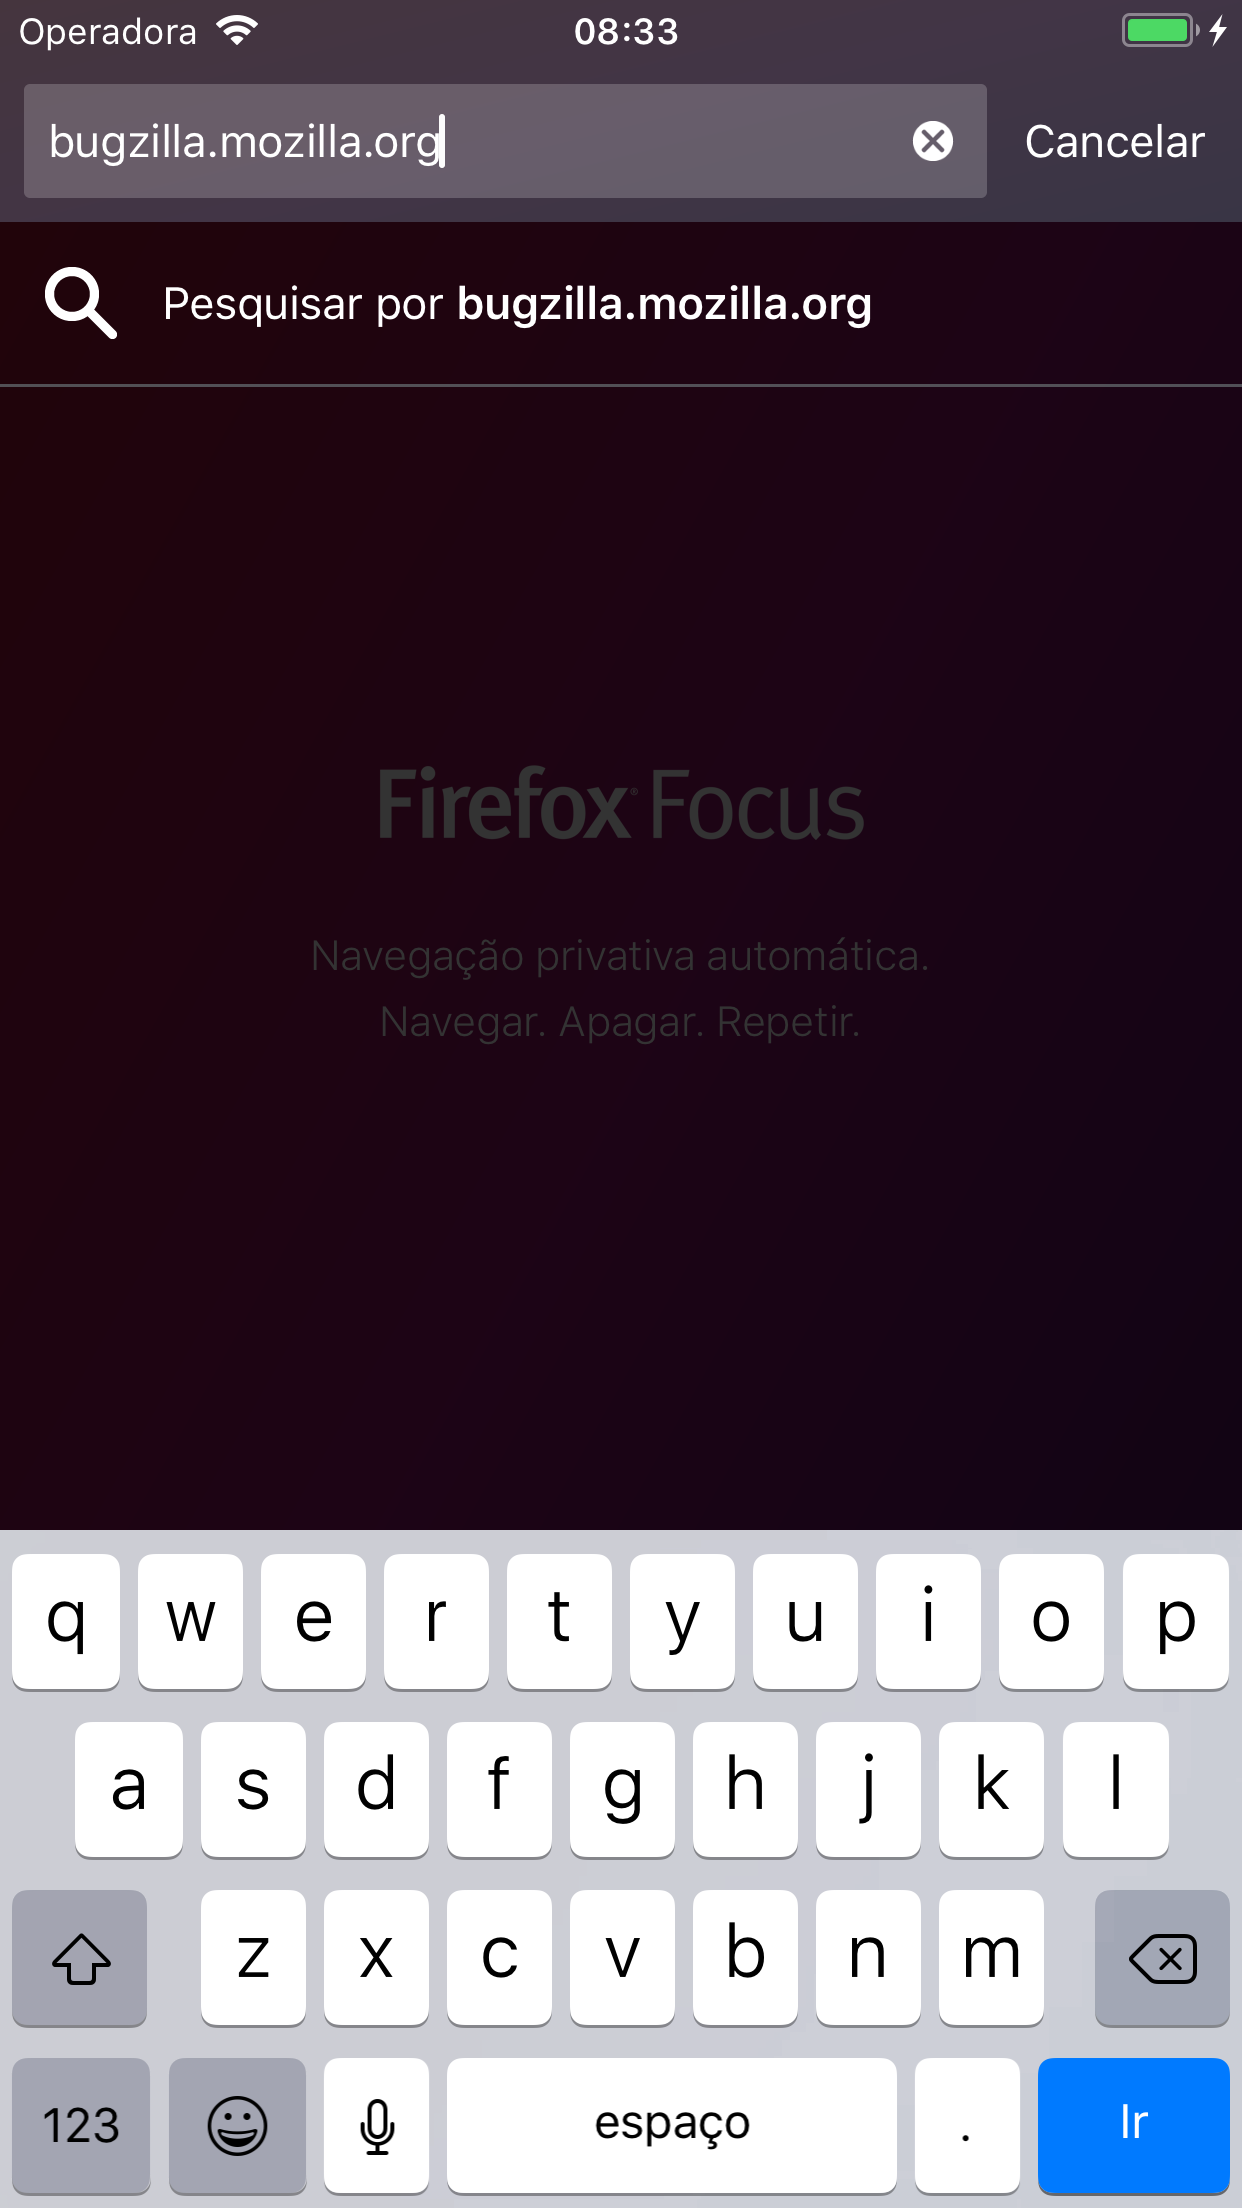 Operadora 08:33
bugzilla.mozilla.org Cancelar
Pesquisar por bugzilla.mozilla.org
Firefox® Focus
Navegação privativa automática.
Navegar. Apagar. Repetir.
q w e r t y u i o p
a s d f g h j k l
z x c v b n m
123 espaço . Ir